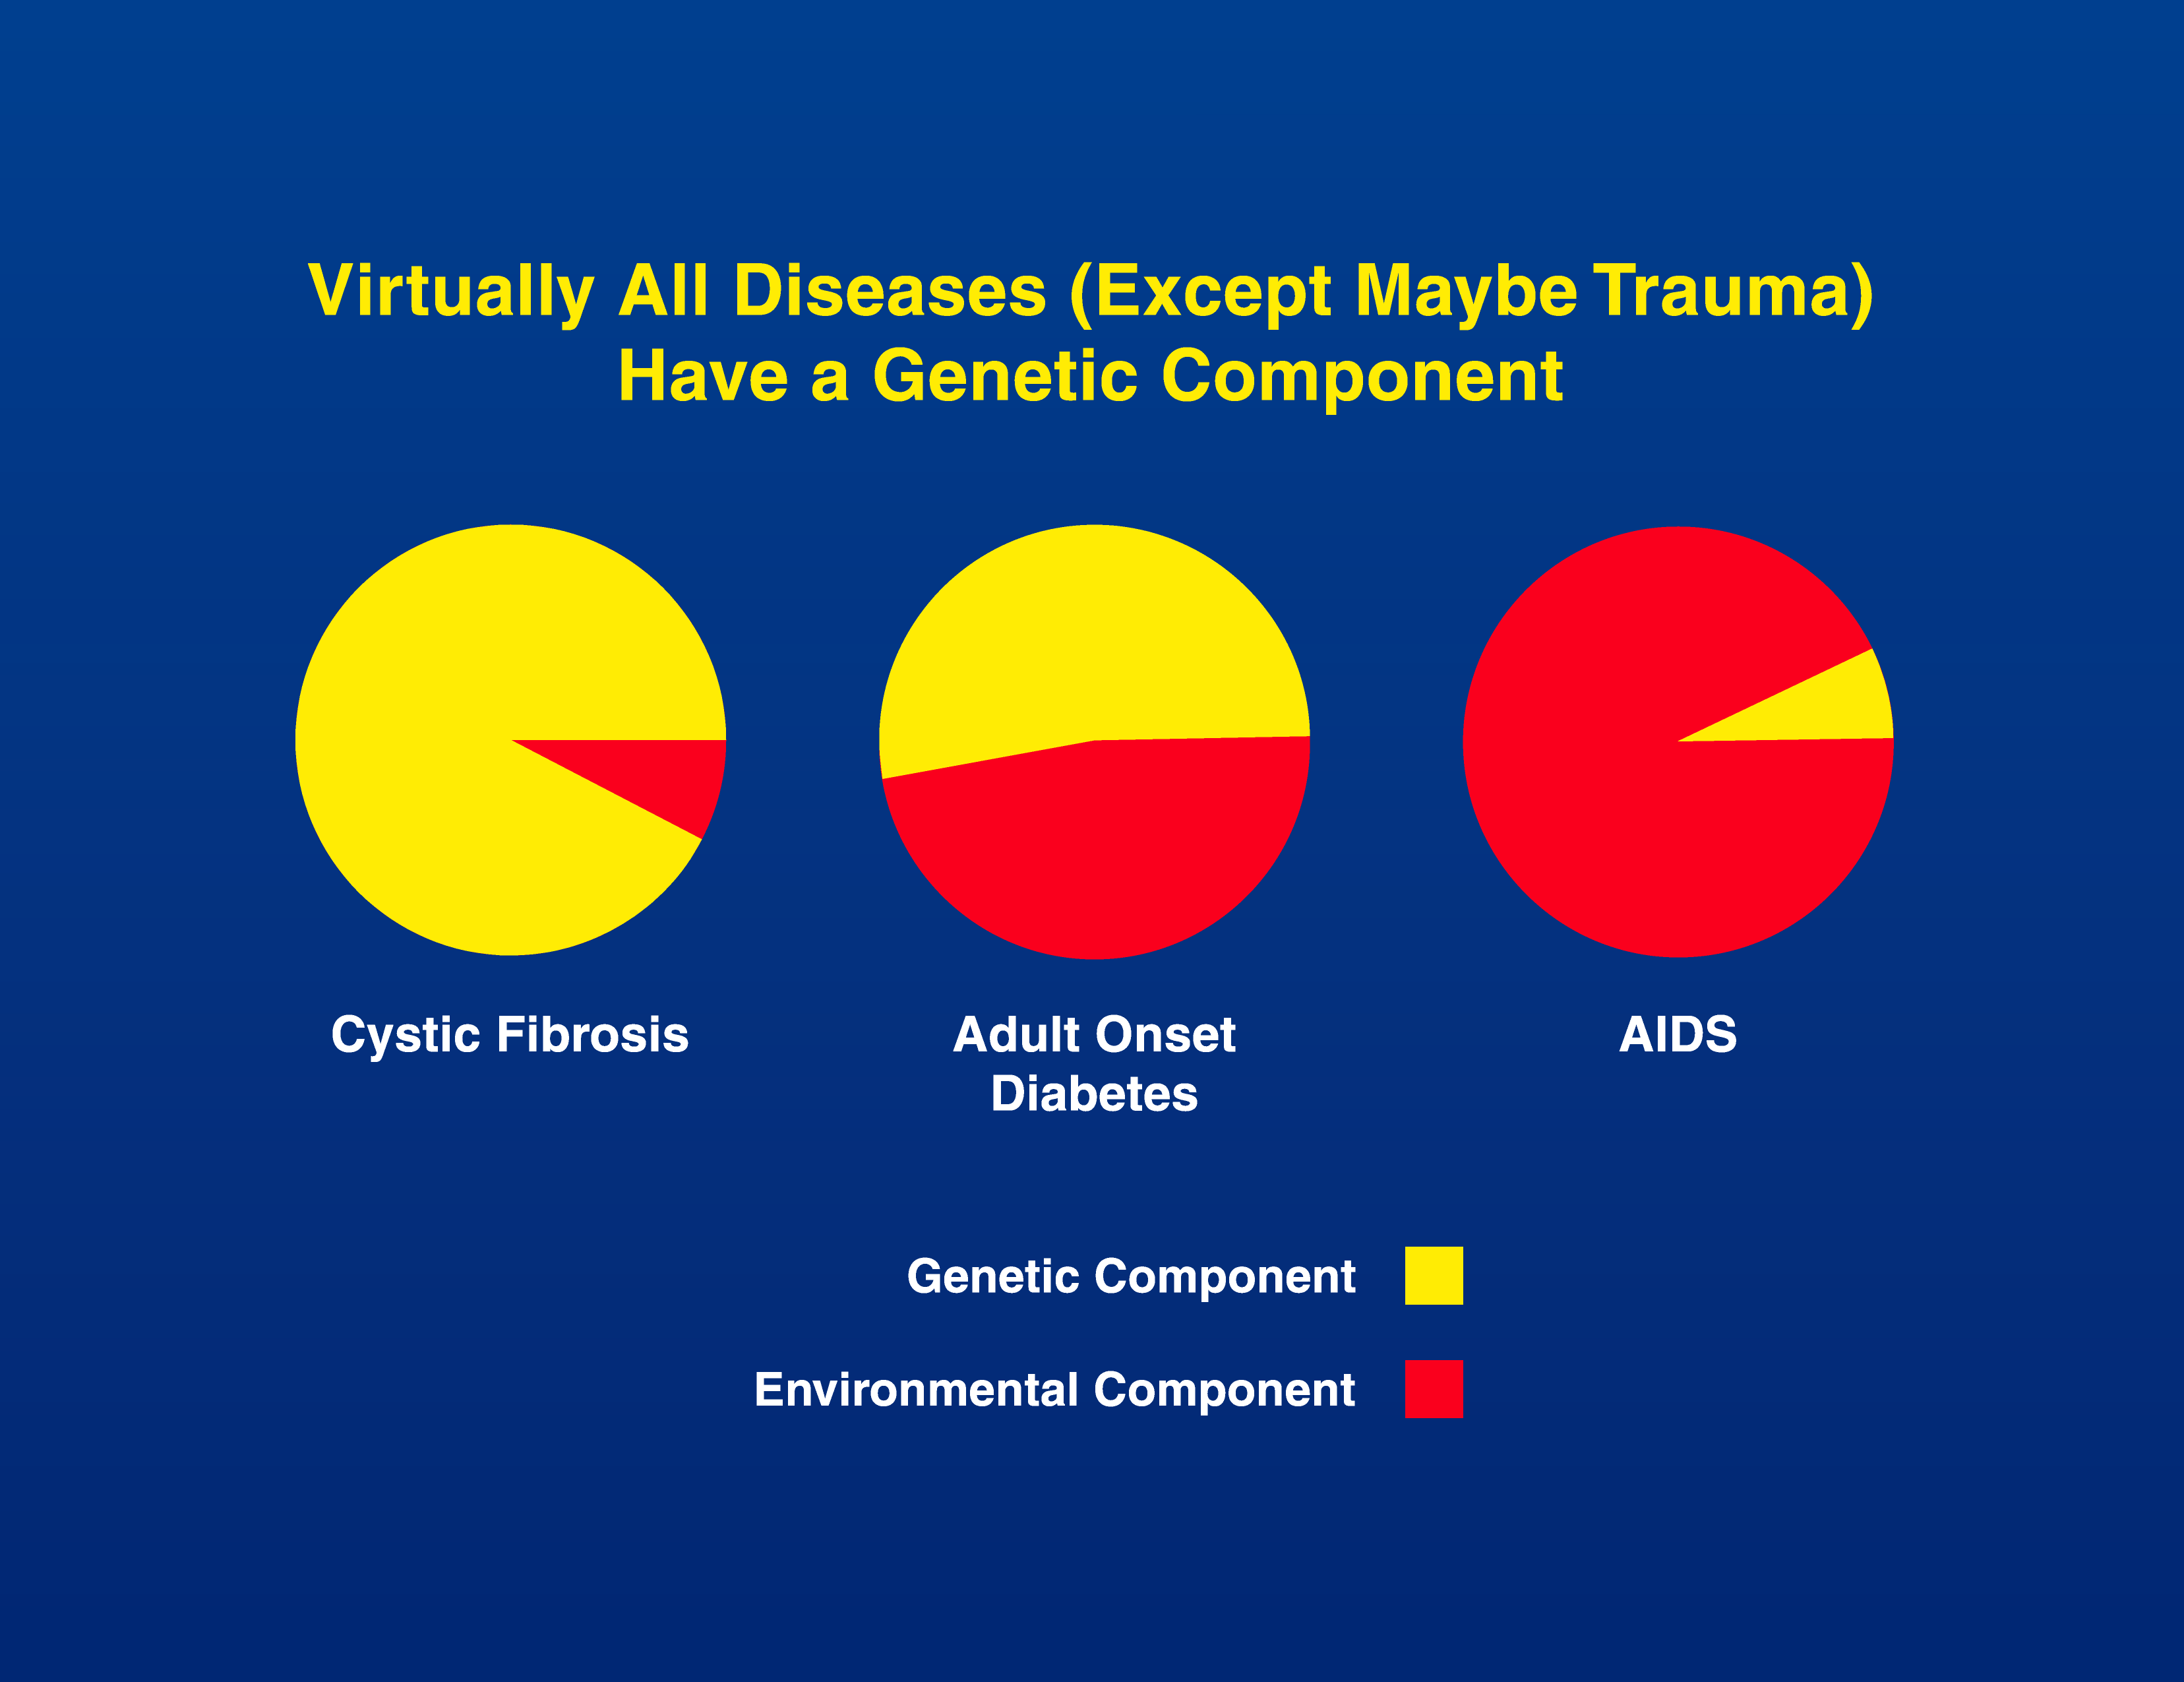 Virtually All Diseases (Except Maybe Trauma)
Have a Genetic Component
Cystic Fibrosis
Adult Onset
Diabetes
AIDS
Genetic Component
Environmental Component